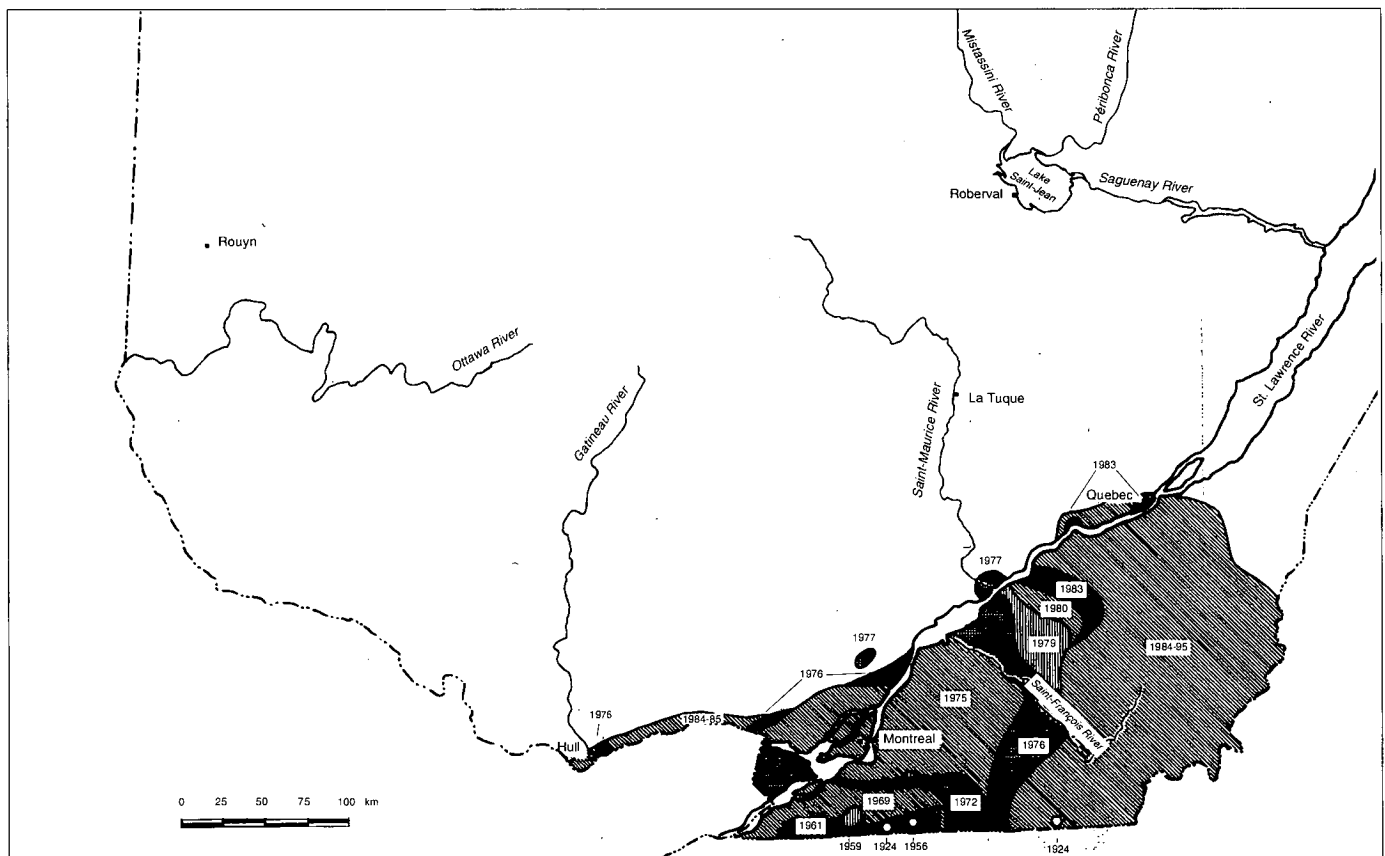 Mistassini River
Péribonca River
Lake
Saint-Jean
Saguenay River
Roberval
Rouyn
Ottawa River
St. Lawrence River
Gatineau River
La Tuque
Saint-Maurice River
1983
Quebec
1977
1983
1980
1977
1979
1984-95
1976
1975
Saint-François River
1976
1984-85
Hull
Montreal
1976
0 25 50 75 100 km
1969
1972
1961
1959
1924
1956
1924